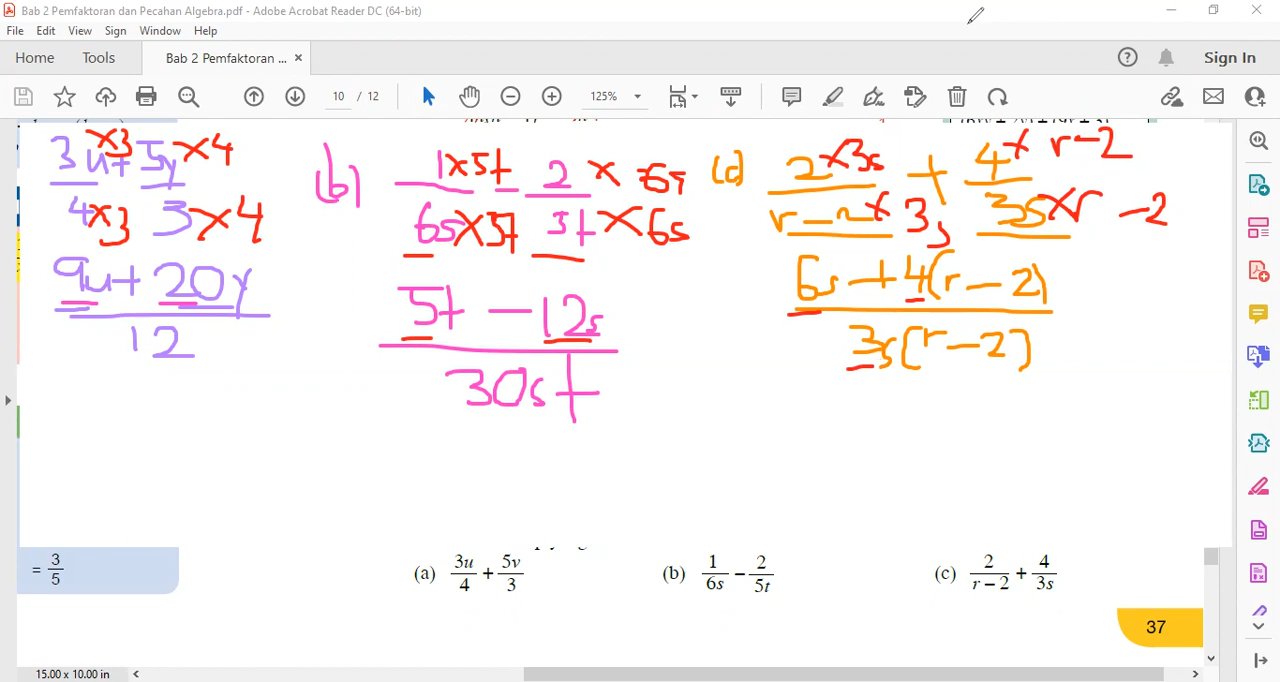 Bab 2 Pemfaktoran dan Pecahan Algebra.pdf - Adobe Acrobat Reader DC (64-bit)
File Edit View Sign Window Help
Home Tools Bab 2 Pemfaktoran ... × Sign In
10 / 12 125%
3u×3 + 5y×4
4×3 3×4
9u + 20y
12
(b) 1×5t 2 × 6s
6s×5t 5t×6s
5t - 12s
30st
(c) 2×3s + 4× r-2
r-2× 3s 3s×r-2
6s + 4(r-2)
3s(r-2)
= 3/5
(a) 3u/4 + 5v/3 (b) 1/6s - 2/5t (c) 2/r-2 + 4/3s
37
15.00 x 10.00 in